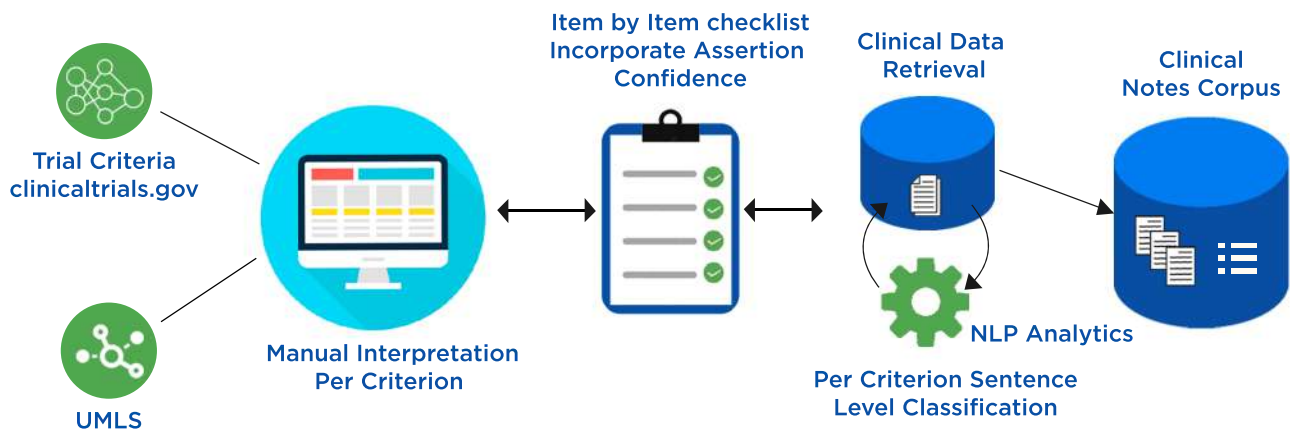 Trial Criteria
clinicaltrials.gov
UMLS
Manual Interpretation
Per Criterion
Item by Item checklist
Incorporate Assertion
Confidence
Clinical Data
Retrieval
NLP Analytics
Per Criterion Sentence
Level Classification
Clinical
Notes Corpus